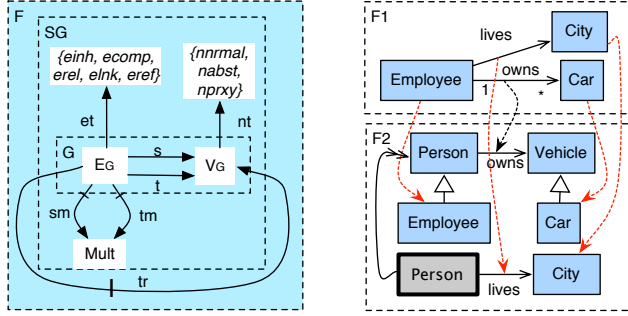 F
SG
{einh, ecomp,
erel, elnk, eref}
{nnrmal,
nabst,
nprxy}
et
nt
G
EG
s
t
VG
sm
tm
Mult
tr
F1
lives
City
Employee
owns
1
*
Car
F2
Person
owns
Vehicle
Employee
Car
Person
lives
City